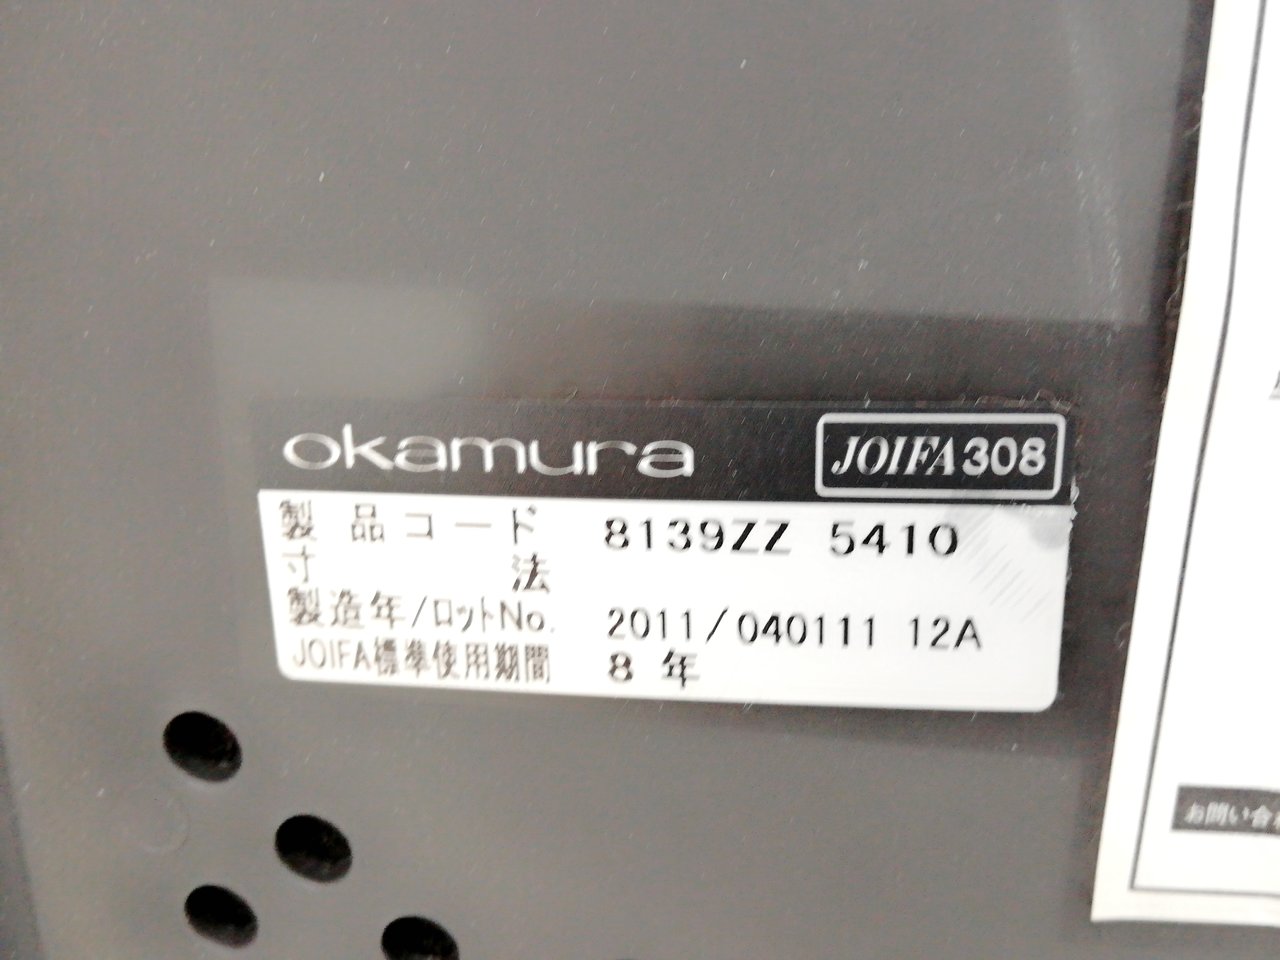 okamura
JOIFA308
製品コード 8139ZZ 5410
寸法
製造年/ロットNo. 2011/040111 12A
JOIFA標準使用期間 8 年
お問い合